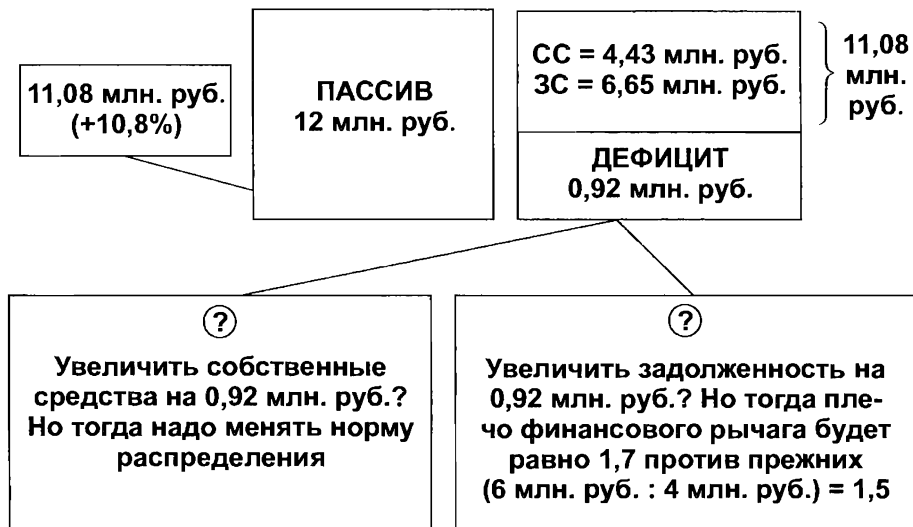 11,08 млн. руб.
(+10,8%)
ПАССИВ
12 млн. руб.
СС = 4,43 млн. руб.
ЗС = 6,65 млн. руб.
11,08
млн.
руб.
ДЕФИЦИТ
0,92 млн. руб.
?
Увеличить собственные
средства на 0,92 млн. руб.?
Но тогда надо менять норму
распределения
?
Увеличить задолженность на
0,92 млн. руб.? Но тогда пле-
чо финансового рычага будет
равно 1,7 против прежних
(6 млн. руб. : 4 млн. руб.) = 1,5